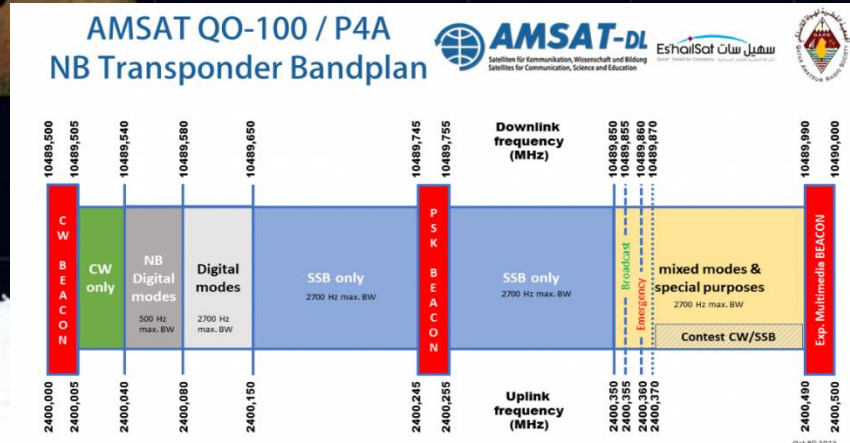 AMSAT QO-100 / P4A
NB Transponder Bandplan
AMSAT-DL
Satelliten für Kommunikation, Wissenschaft und Bildung
Satellites for Communication, Science and Education
Es'hailSat سهيل سات
10489,500
10489,505
10489,540
10489,580
10489,650
10489,745
10489,755
Downlink
frequency
(MHz)
10489,850
10489,855
10489,860
10489,870
10489,990
10490,000
CW BEACON
CW
only
NB
Digital
modes
500 Hz
max. BW
Digital
modes
2700 Hz
max. BW
SSB only
2700 Hz max. BW
PSK BEACON
SSB only
2700 Hz max. BW
Broadcast
Emergency
mixed modes &
special purposes
2700 Hz max. BW
Contest CW/SSB
Exp. Multimedia BEACON
2400,000
2400,005
2400,040
2400,080
2400,150
2400,245
2400,255
Uplink
frequency
(MHz)
2400,350
2400,355
2400,360
2400,370
2400,490
2400,500